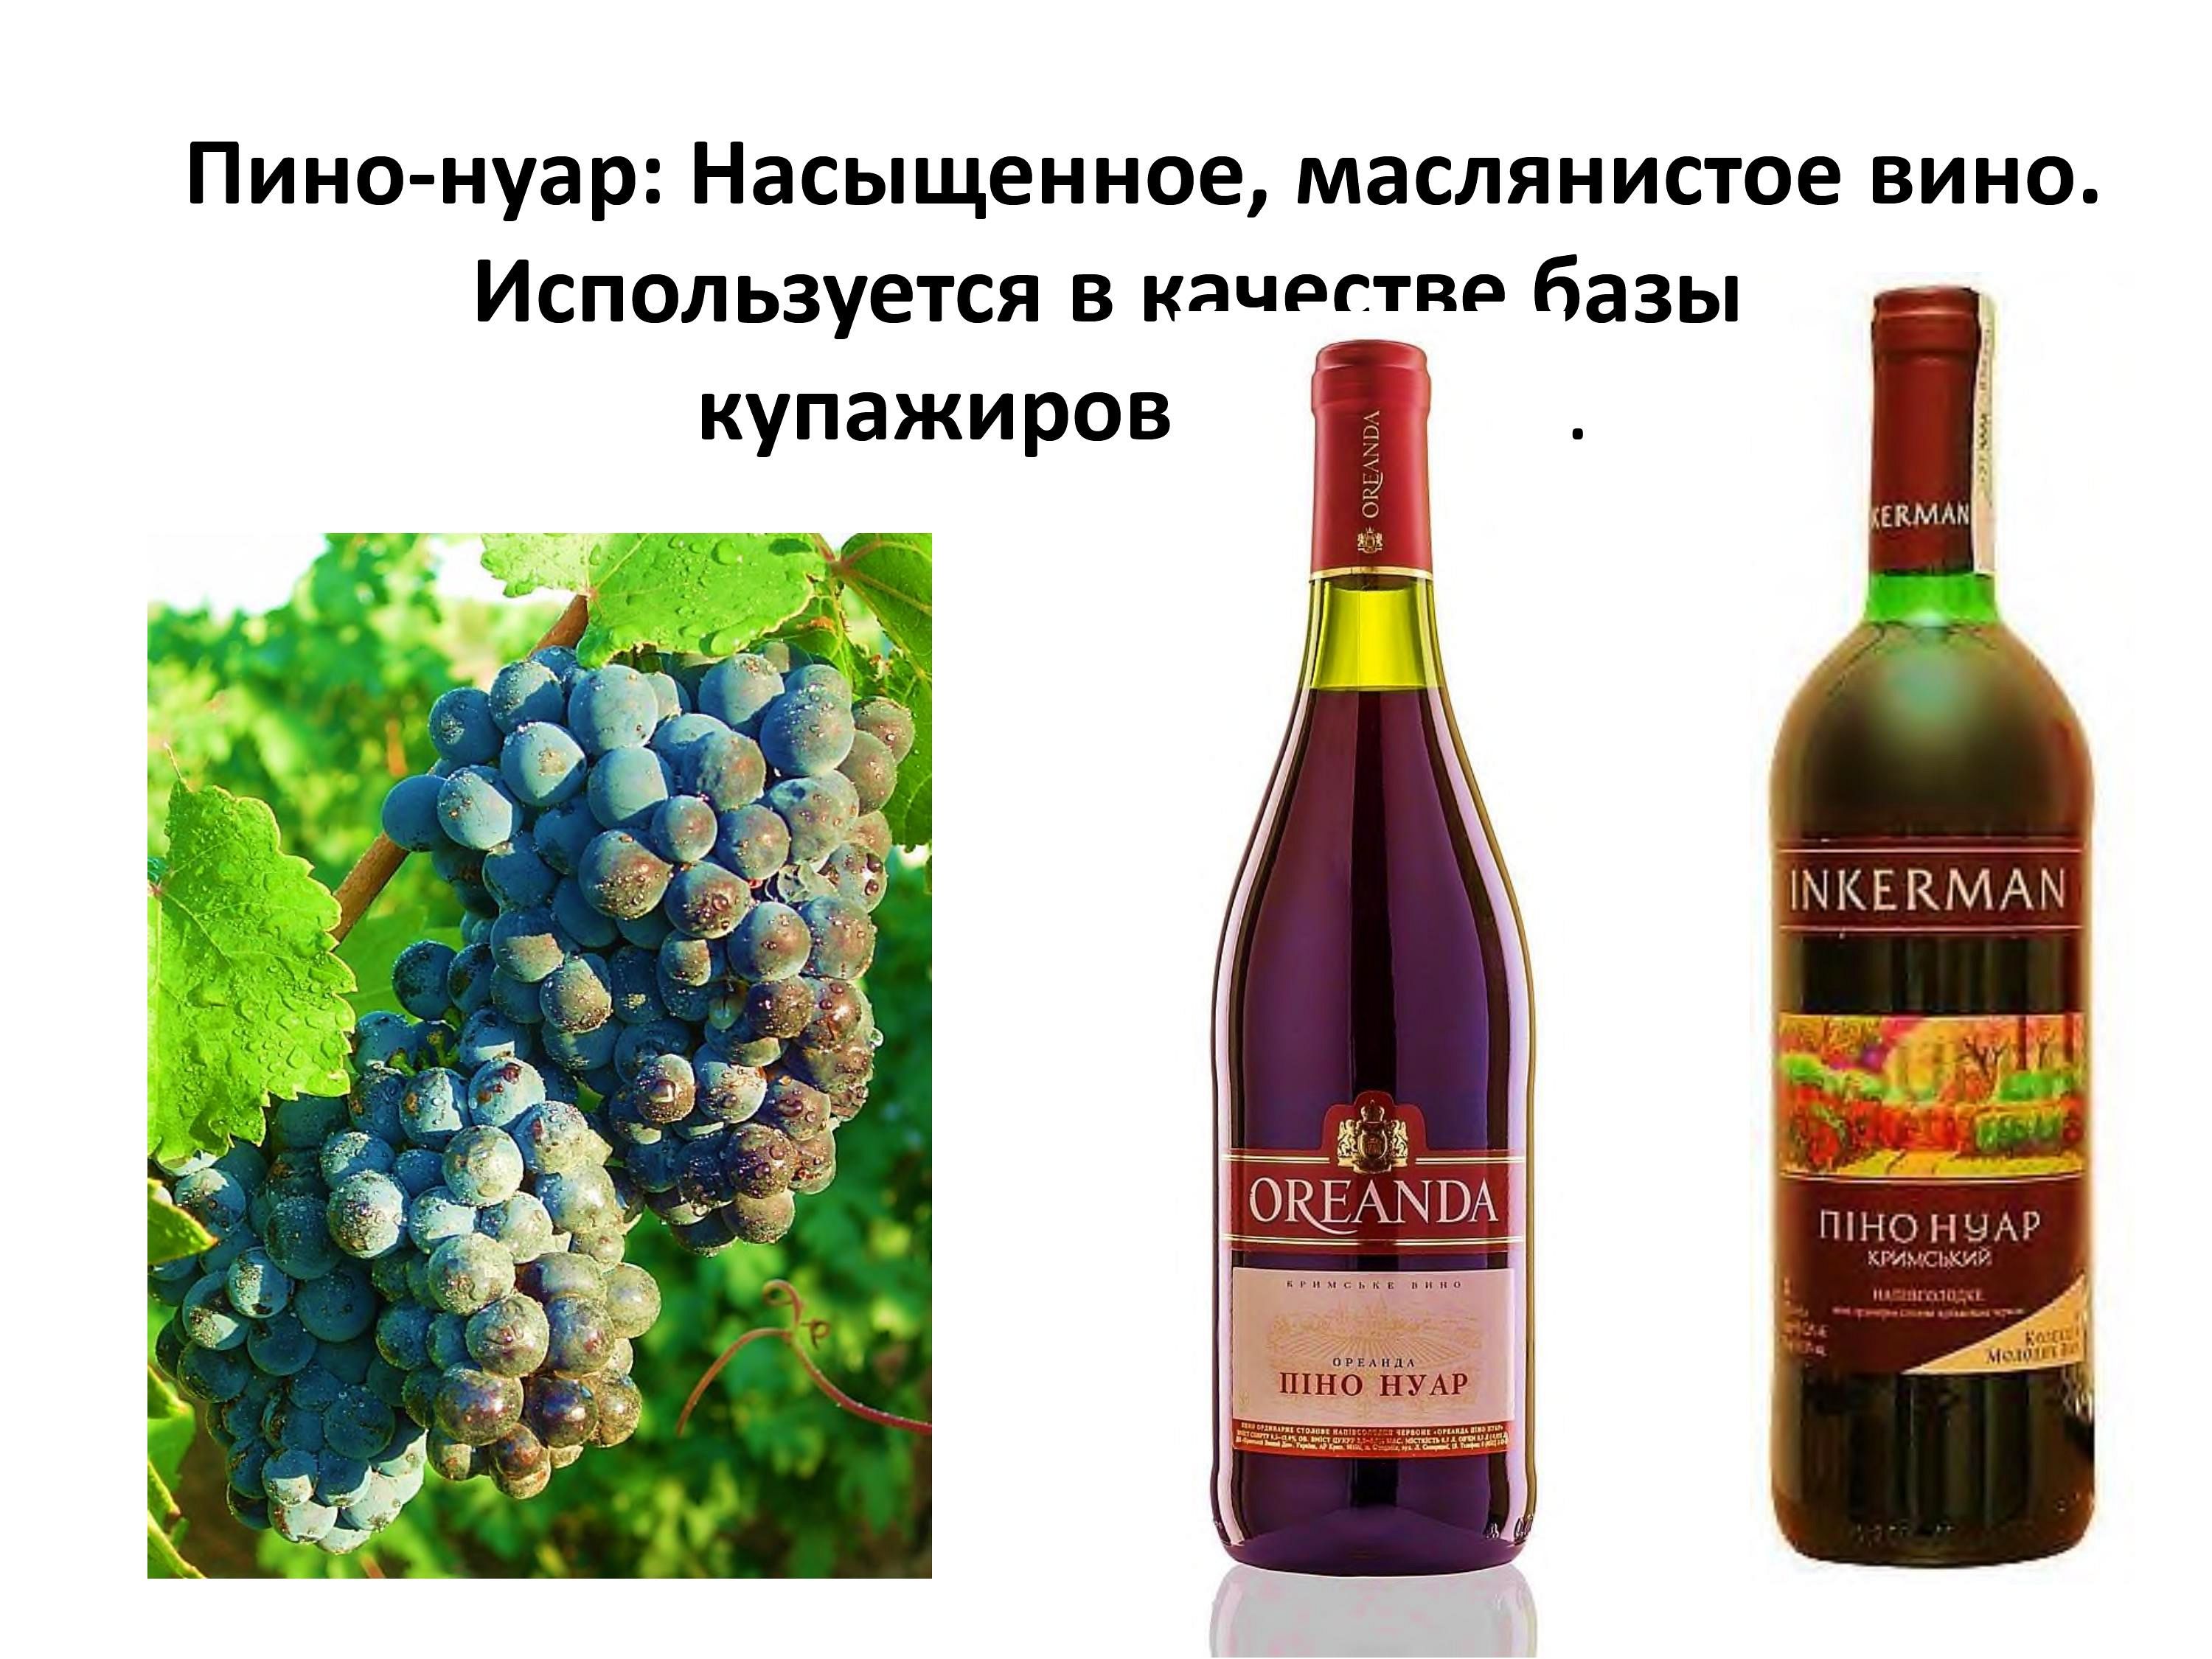 Пино-нуар: Насыщенное, маслянистое вино.
Используется в качестве базы
купажиров .
OREANDA
KERMAN
INKERMAN
OREANDA
КРИМСЬКЕ ВИНО
ОРЕАНДА
ПІНО НУАР
ПІНО НУАР
КРИМСЬКИЙ
НАПІВСОЛОДКЕ